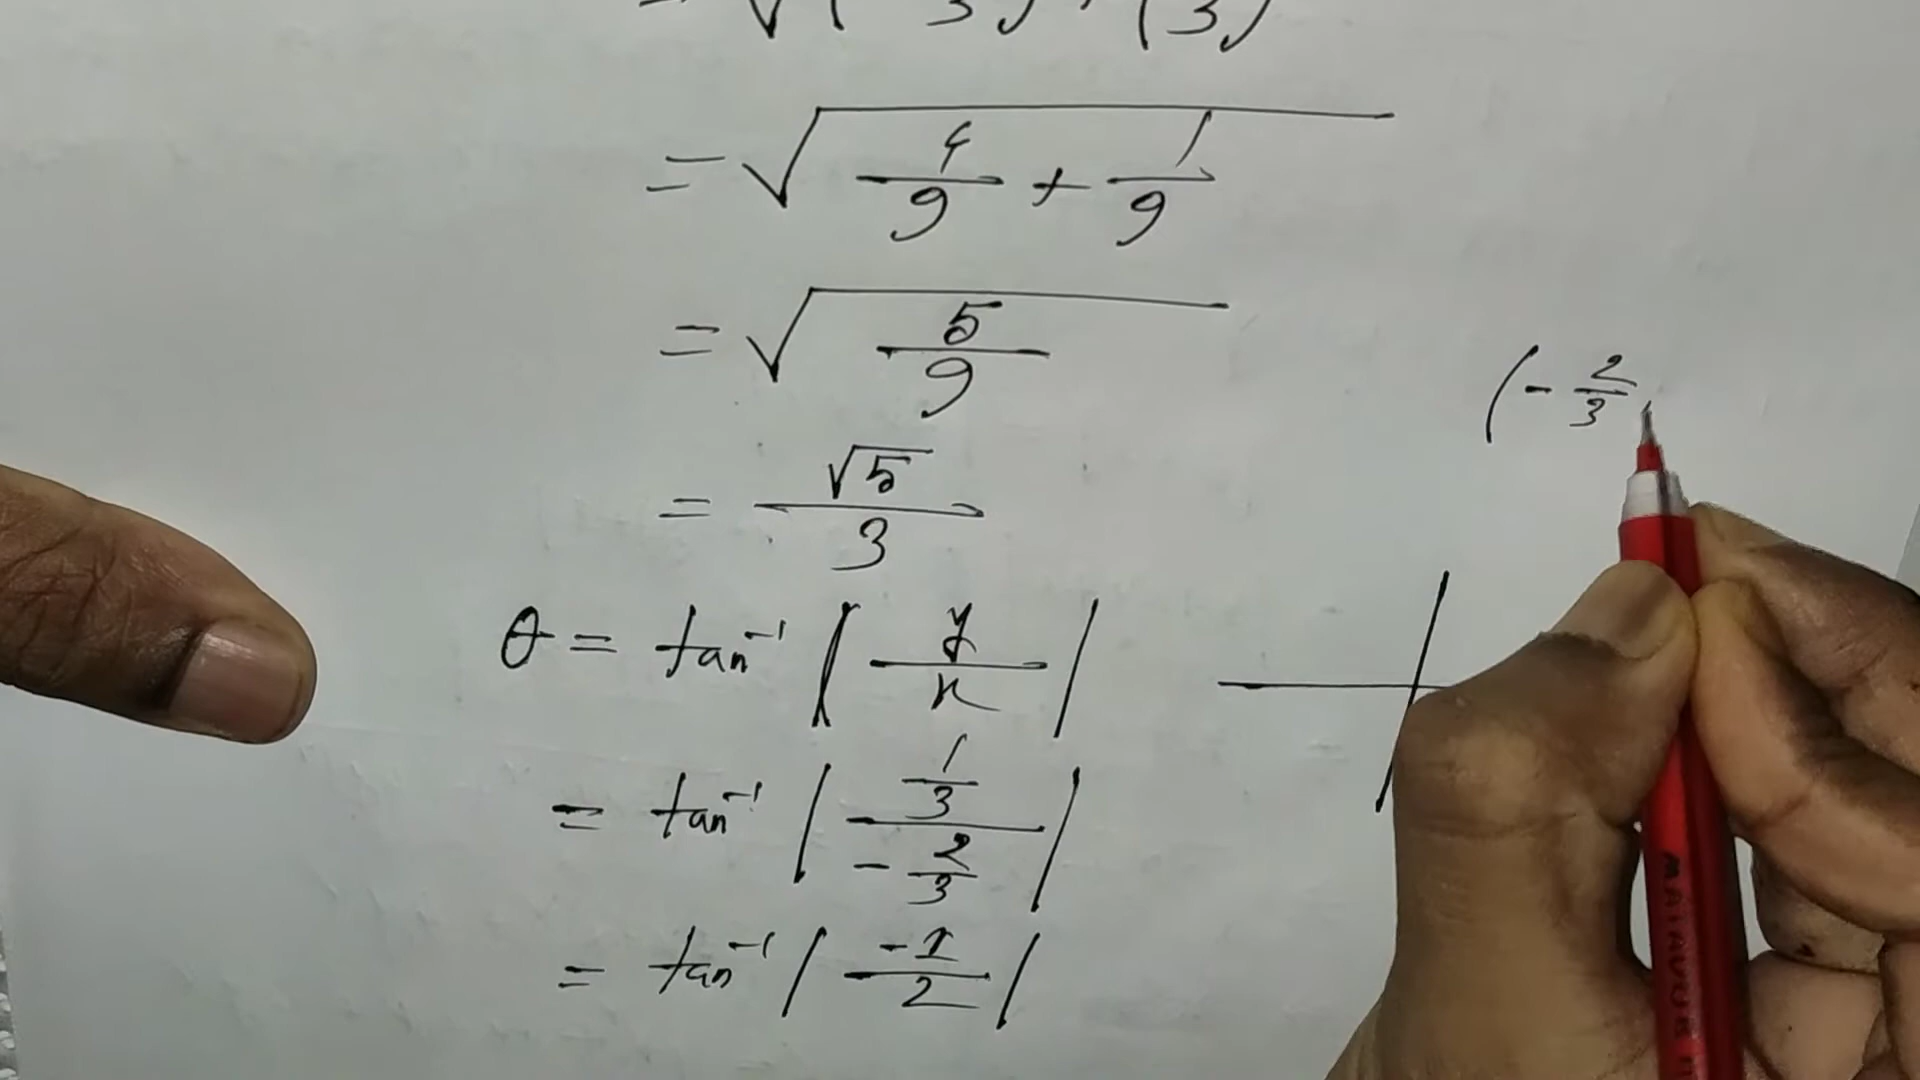 = √(4/9 + 1/9)
= √(5/9)
(- 2/3,
= √5/3
θ = tan⁻¹ | y/x |
= tan⁻¹ | (1/3)/(- 2/3) |
= tan⁻¹ | -1/2 |